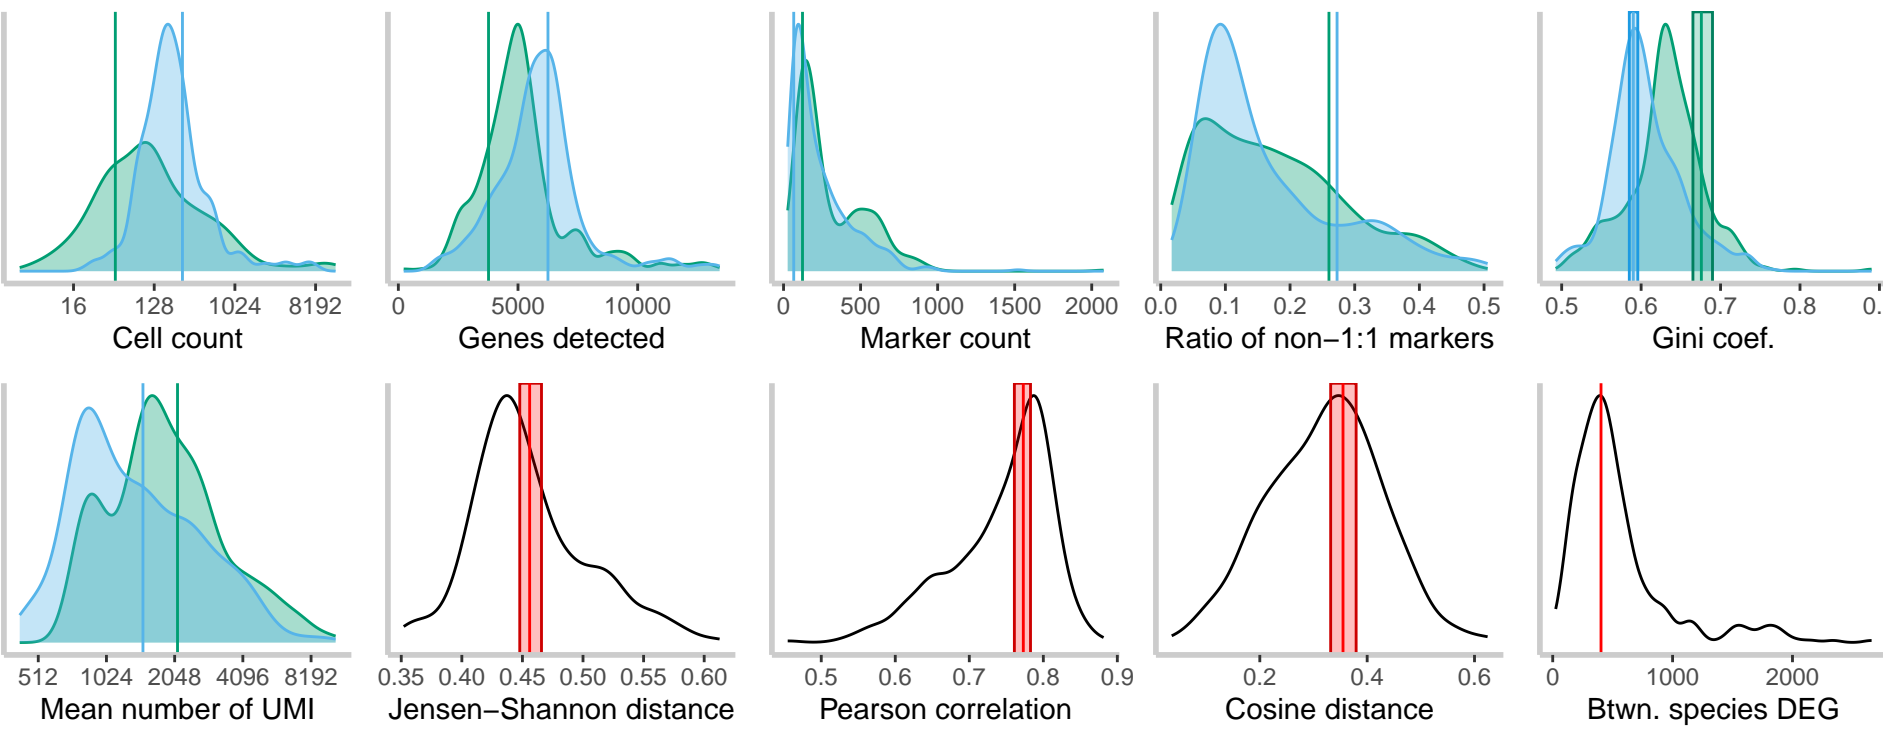 16 128 1024 8192
Cell count
0 5000 10000
Genes detected
0 500 1000 1500 2000
Marker count
0.0 0.1 0.2 0.3 0.4 0.5
Ratio of non−1:1 markers
0.5 0.6 0.7 0.8 0.
Gini coef.
512 1024 2048 4096 8192
Mean number of UMI
0.35 0.40 0.45 0.50 0.55 0.60
Jensen−Shannon distance
0.5 0.6 0.7 0.8 0.9
Pearson correlation
0.2 0.4 0.6
Cosine distance
0 1000 2000
Btwn. species DEG